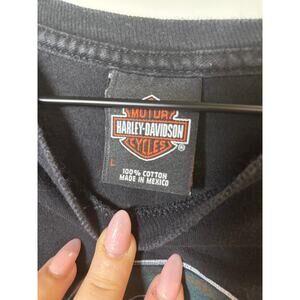 MOTOR
HARLEY-DAVIDSON
CYCLES
®
L
100% COTTON
MADE IN MEXICO